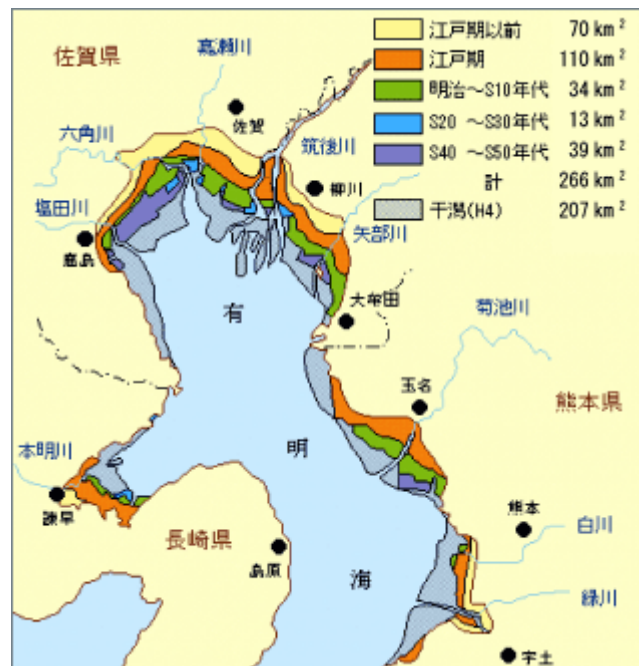 江戸期以前 70 km²
江戸期 110 km²
明治～S10年代 34 km²
S20 ～S30年代 13 km²
S40 ～S50年代 39 km²
計 266 km²
干潟(H4) 207 km²
佐賀県
嘉瀬川
佐賀
六角川
筑後川
柳川
塩田川
鹿島
矢部川
大牟田
菊池川
有
明
海
玉名
熊本県
本明川
諫早
長崎県
島原
熊本
白川
緑川
宇土